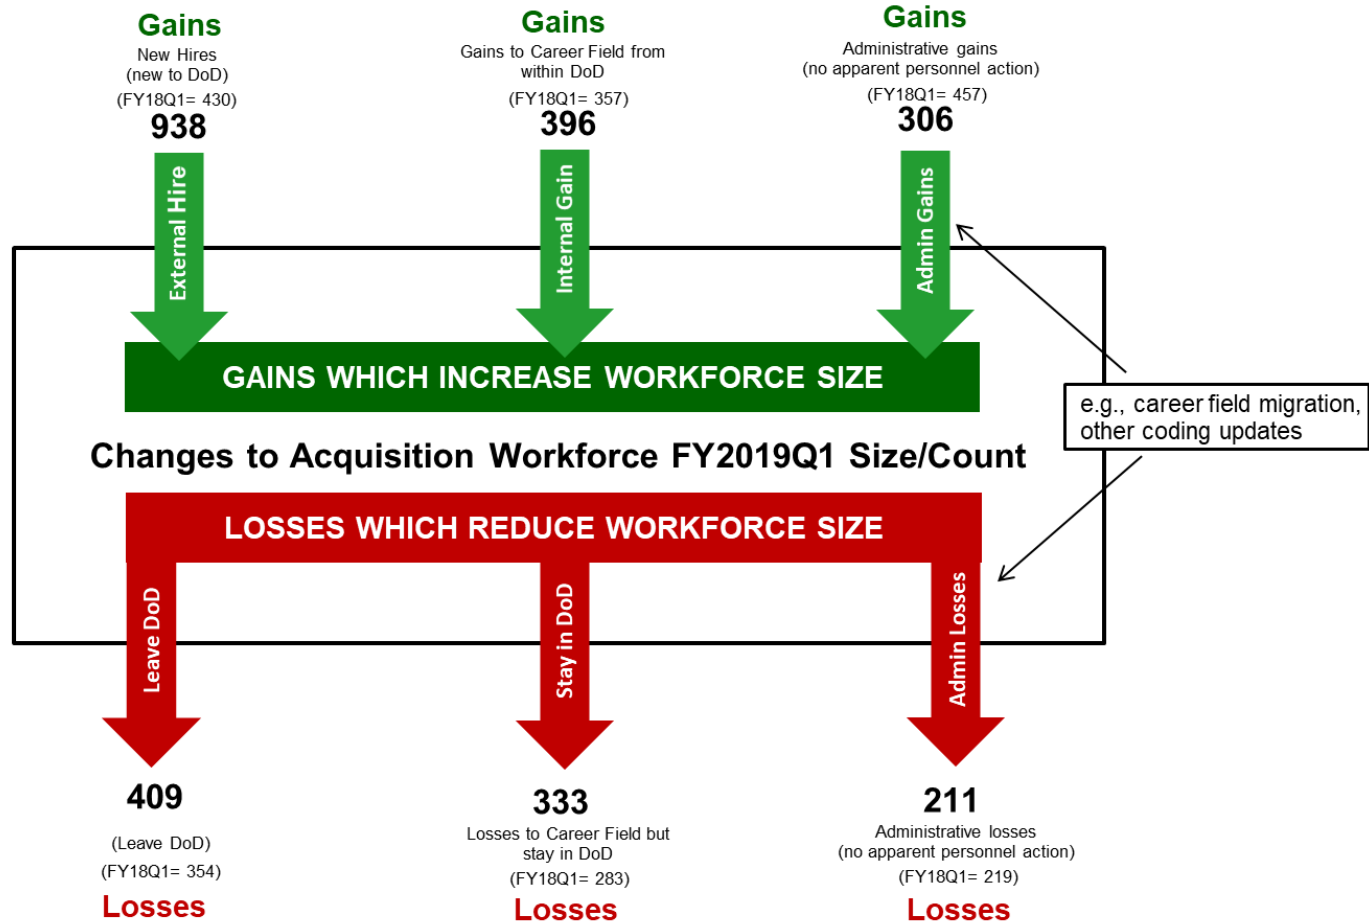 Gains
New Hires
(new to DoD)
(FY18Q1= 430)
938
Gains
Gains to Career Field from
within DoD
(FY18Q1= 357)
396
Gains
Administrative gains
(no apparent personnel action)
(FY18Q1= 457)
306
External Hire
Internal Gain
Admin Gains
GAINS WHICH INCREASE WORKFORCE SIZE
e.g., career field migration,
other coding updates
Changes to Acquisition Workforce FY2019Q1 Size/Count
LOSSES WHICH REDUCE WORKFORCE SIZE
Leave DoD
Stay in DoD
Admin Losses
409
(Leave DoD)
(FY18Q1= 354)
Losses
333
Losses to Career Field but
stay in DoD
(FY18Q1= 283)
Losses
211
Administrative losses
(no apparent personnel action)
(FY18Q1= 219)
Losses